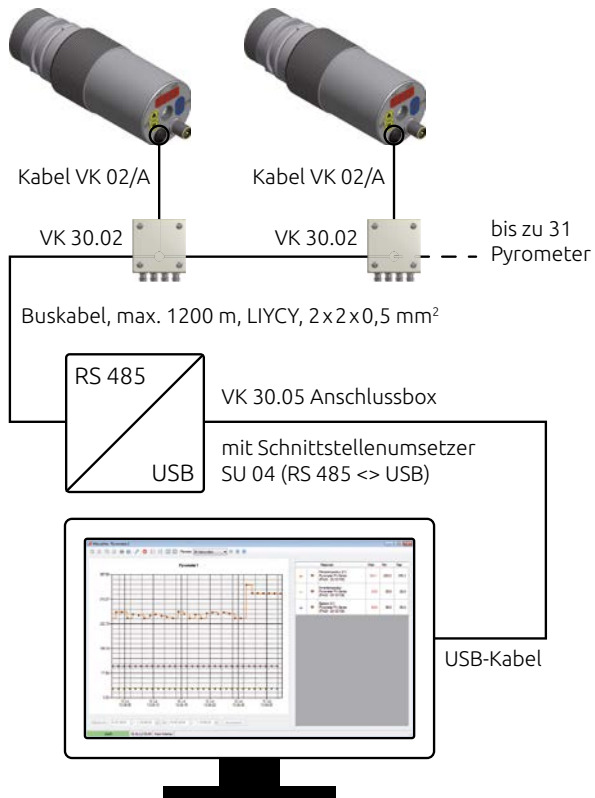 Kabel VK 02/A
Kabel VK 02/A
VK 30.02
VK 30.02
bis zu 31
Pyrometer
Buskabel, max. 1200 m, LIYCY, 2 x 2 x 0,5 mm²
RS 485
USB
VK 30.05 Anschlussbox
mit Schnittstellenumsetzer
SU 04 (RS 485 <> USB)
USB-Kabel
Pyrometer 1